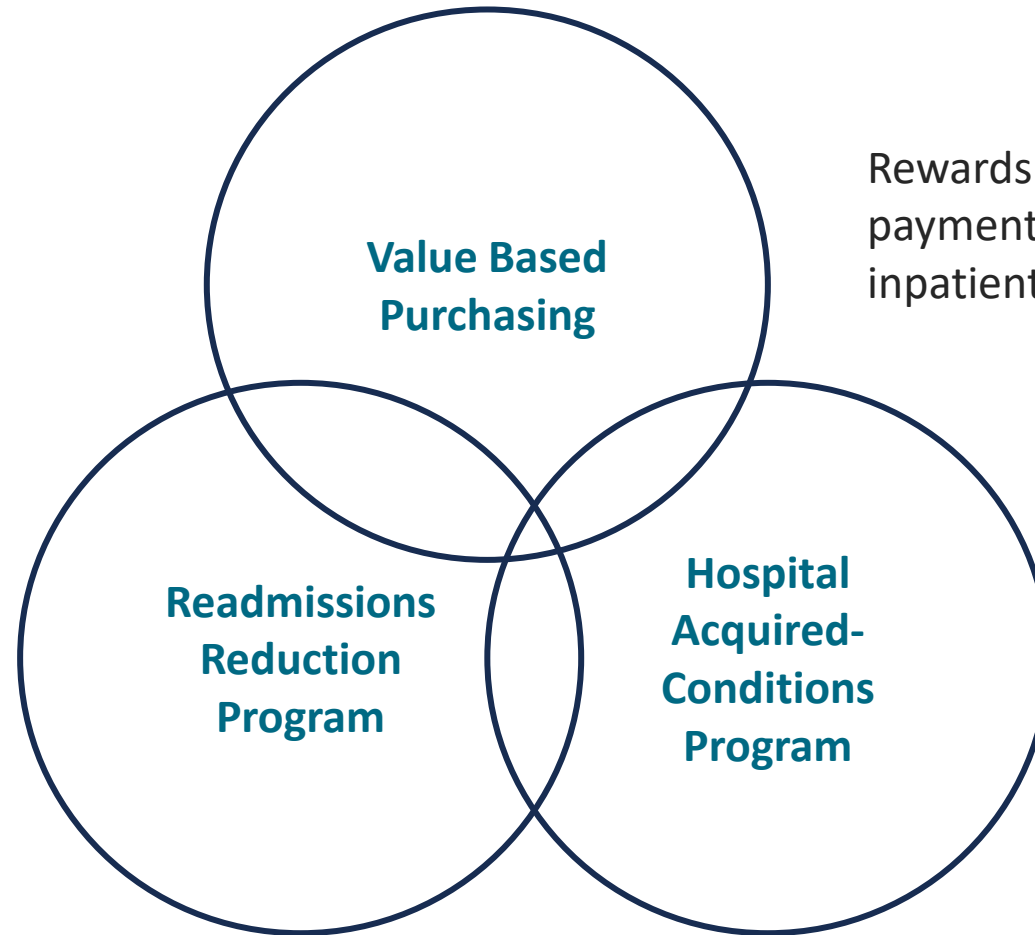 Value Based
Purchasing
Rewards
payment
inpatient
Readmissions
Reduction
Program
Hospital
Acquired-
Conditions
Program